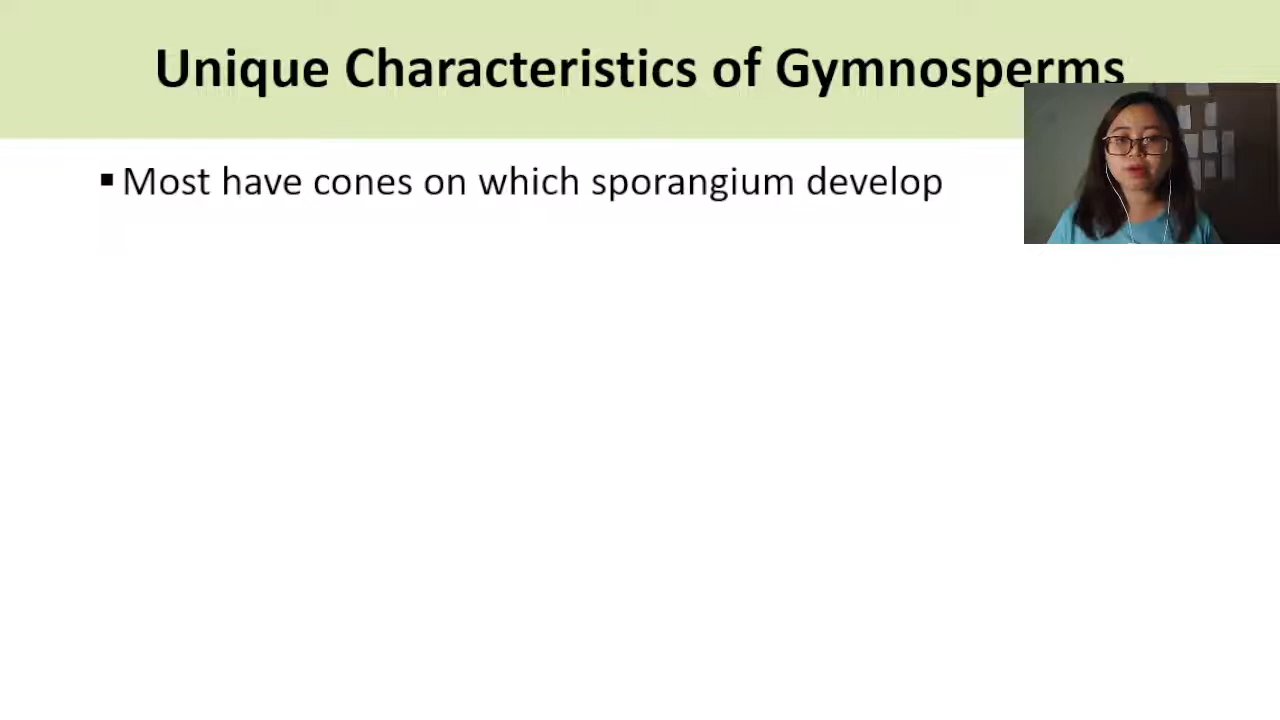 Unique Characteristics of Gymnosperms
▪ Most have cones on which sporangium develop